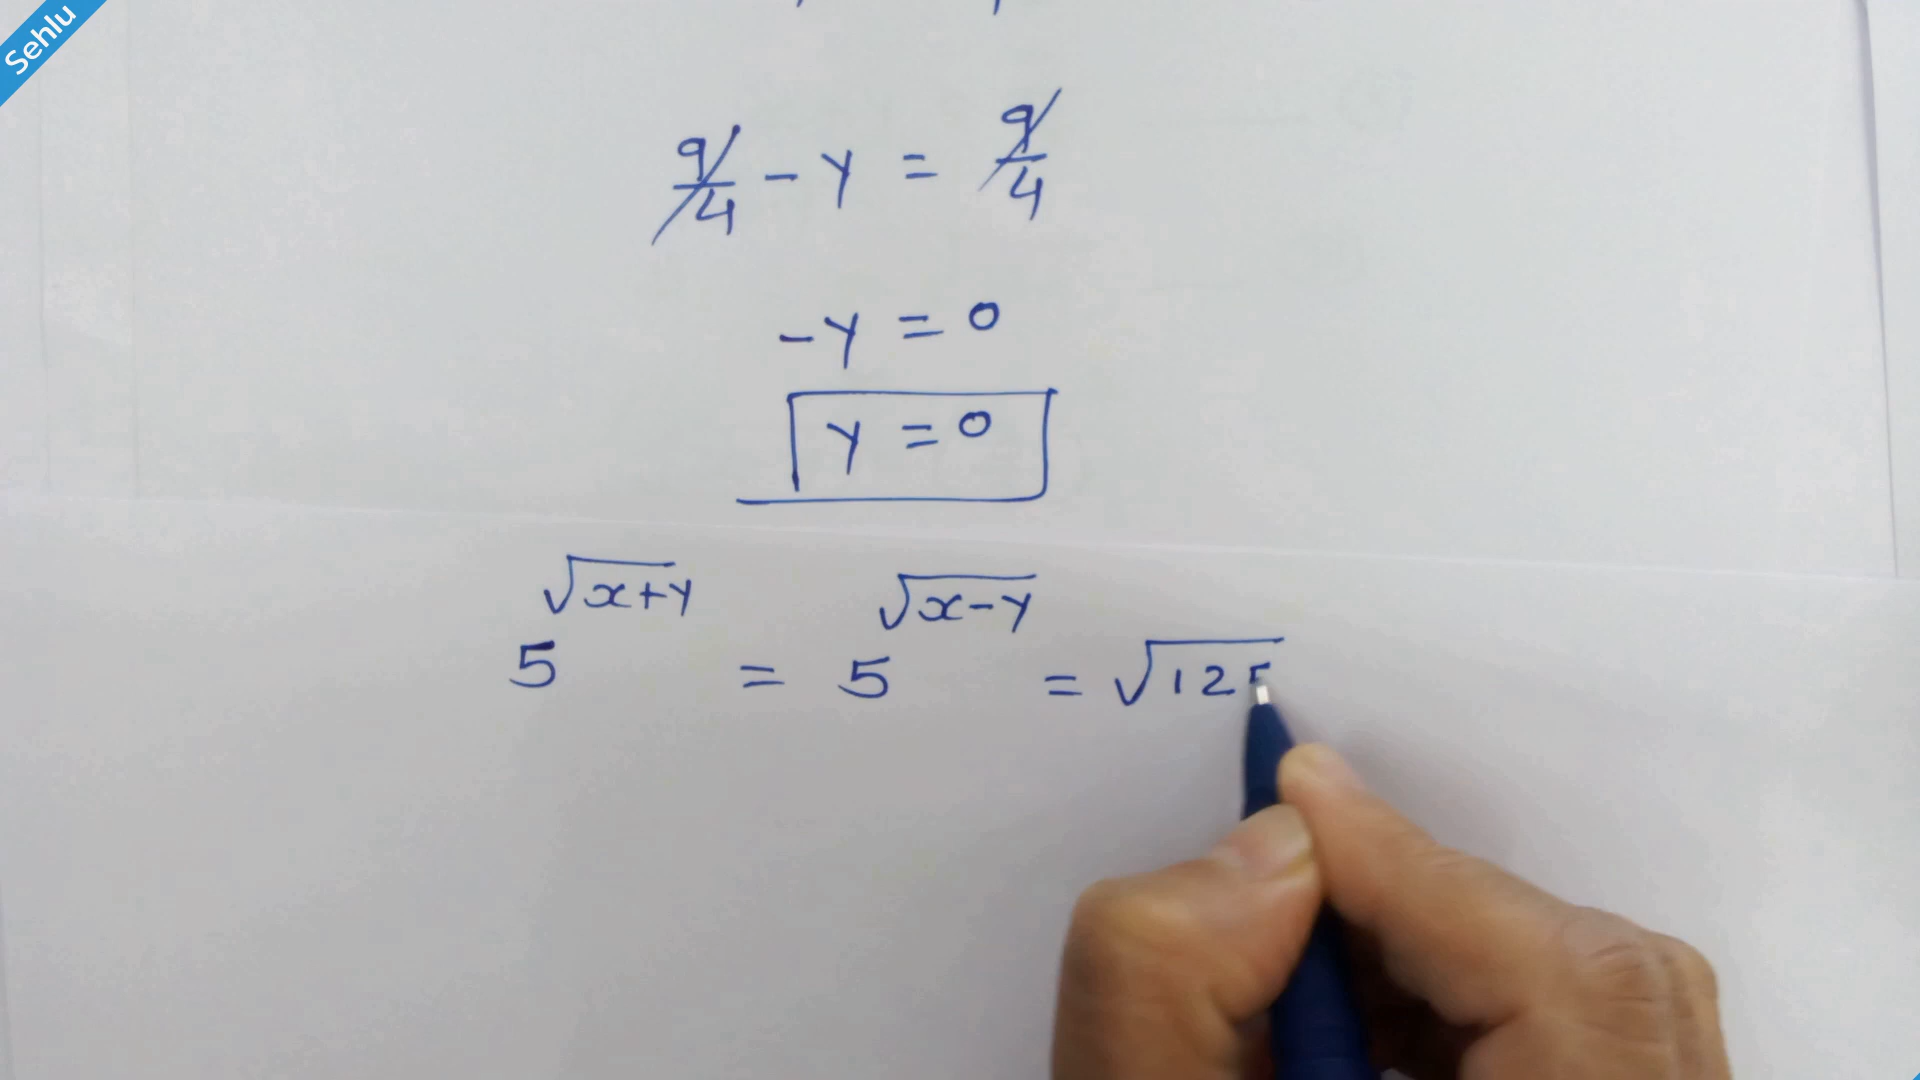 Sehlu
9/4 - y = 9/4
-y = 0
y = 0
5^√(x+y) = 5^√(x-y) = √125